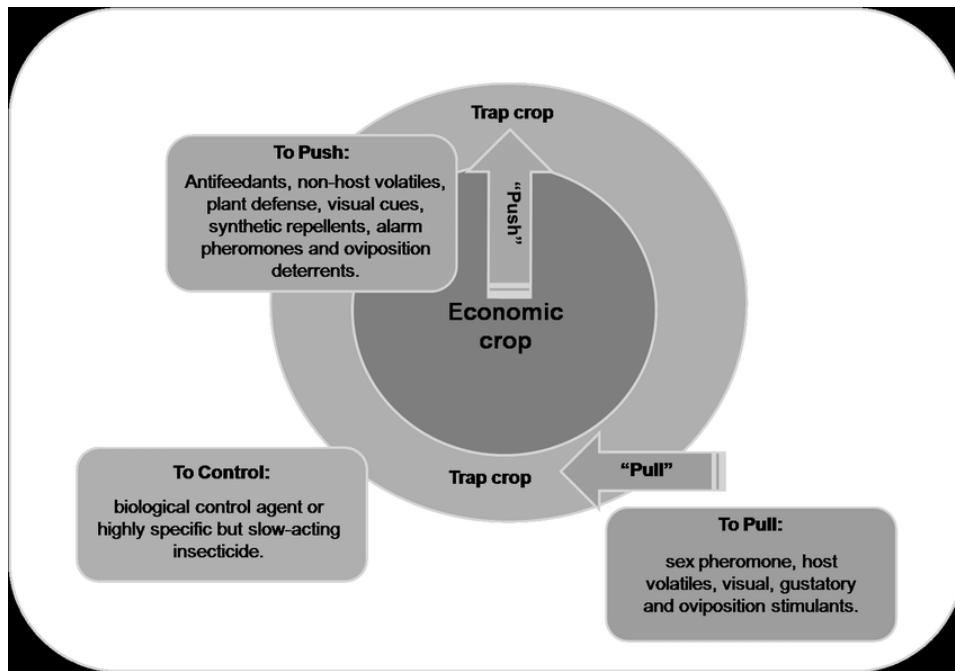 Trap crop
To Push:
Antifeedants, non-host volatiles,
plant defense, visual cues,
synthetic repellents, alarm
pheromones and oviposition
deterrents.
“Push”
Economic
crop
To Control:
biological control agent or
highly specific but slow-acting
insecticide.
Trap crop
“Pull”
To Pull:
sex pheromone, host
volatiles, visual, gustatory
and oviposition stimulants.